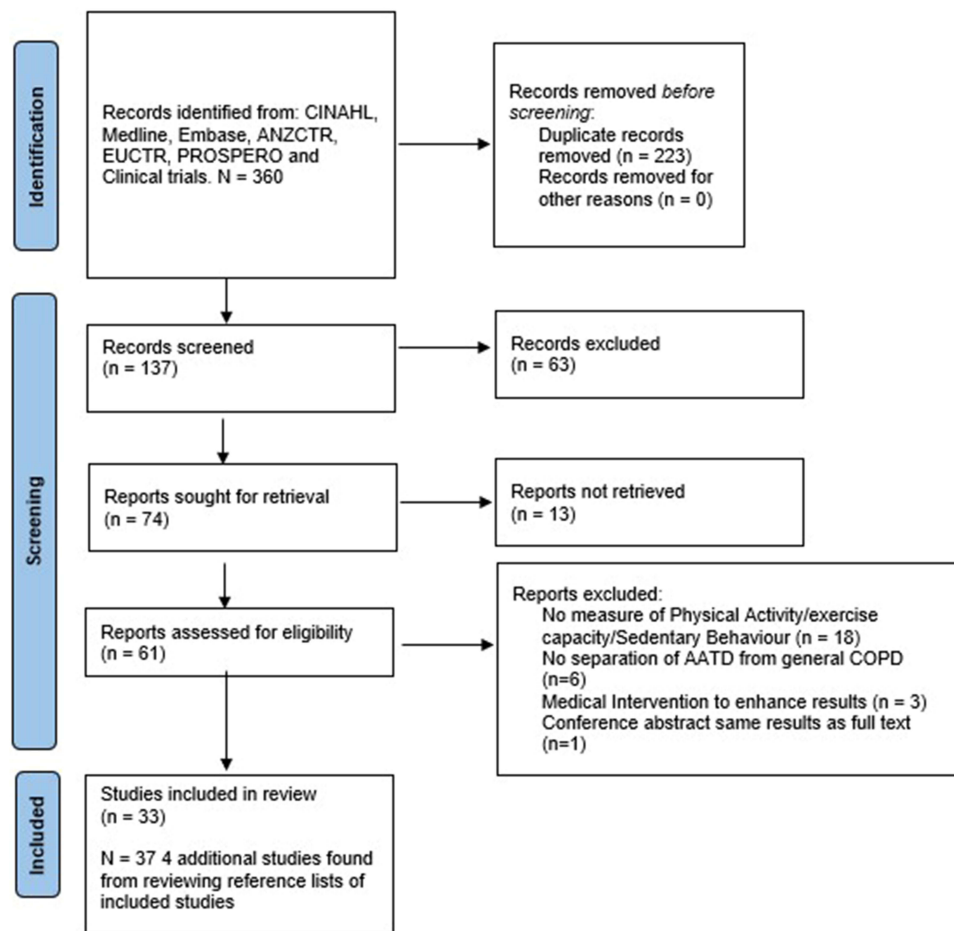 Identification
Records identified from: CINAHL,
Medline, Embase, ANZCTR,
EUCTR, PROSPERO and
Clinical trials. N = 360
Records removed before
screening:
Duplicate records
removed (n = 223)
Records removed for
other reasons (n = 0)
Screening
Records screened
(n = 137)
Records excluded
(n = 63)
Reports sought for retrieval
(n = 74)
Reports not retrieved
(n = 13)
Reports assessed for eligibility
(n = 61)
Reports excluded:
No measure of Physical Activity/exercise
capacity/Sedentary Behaviour (n = 18)
No separation of AATD from general COPD
(n=6)
Medical Intervention to enhance results (n = 3)
Conference abstract same results as full text
(n=1)
Included
Studies included in review
(n = 33)
N = 37 4 additional studies found
from reviewing reference lists of
included studies